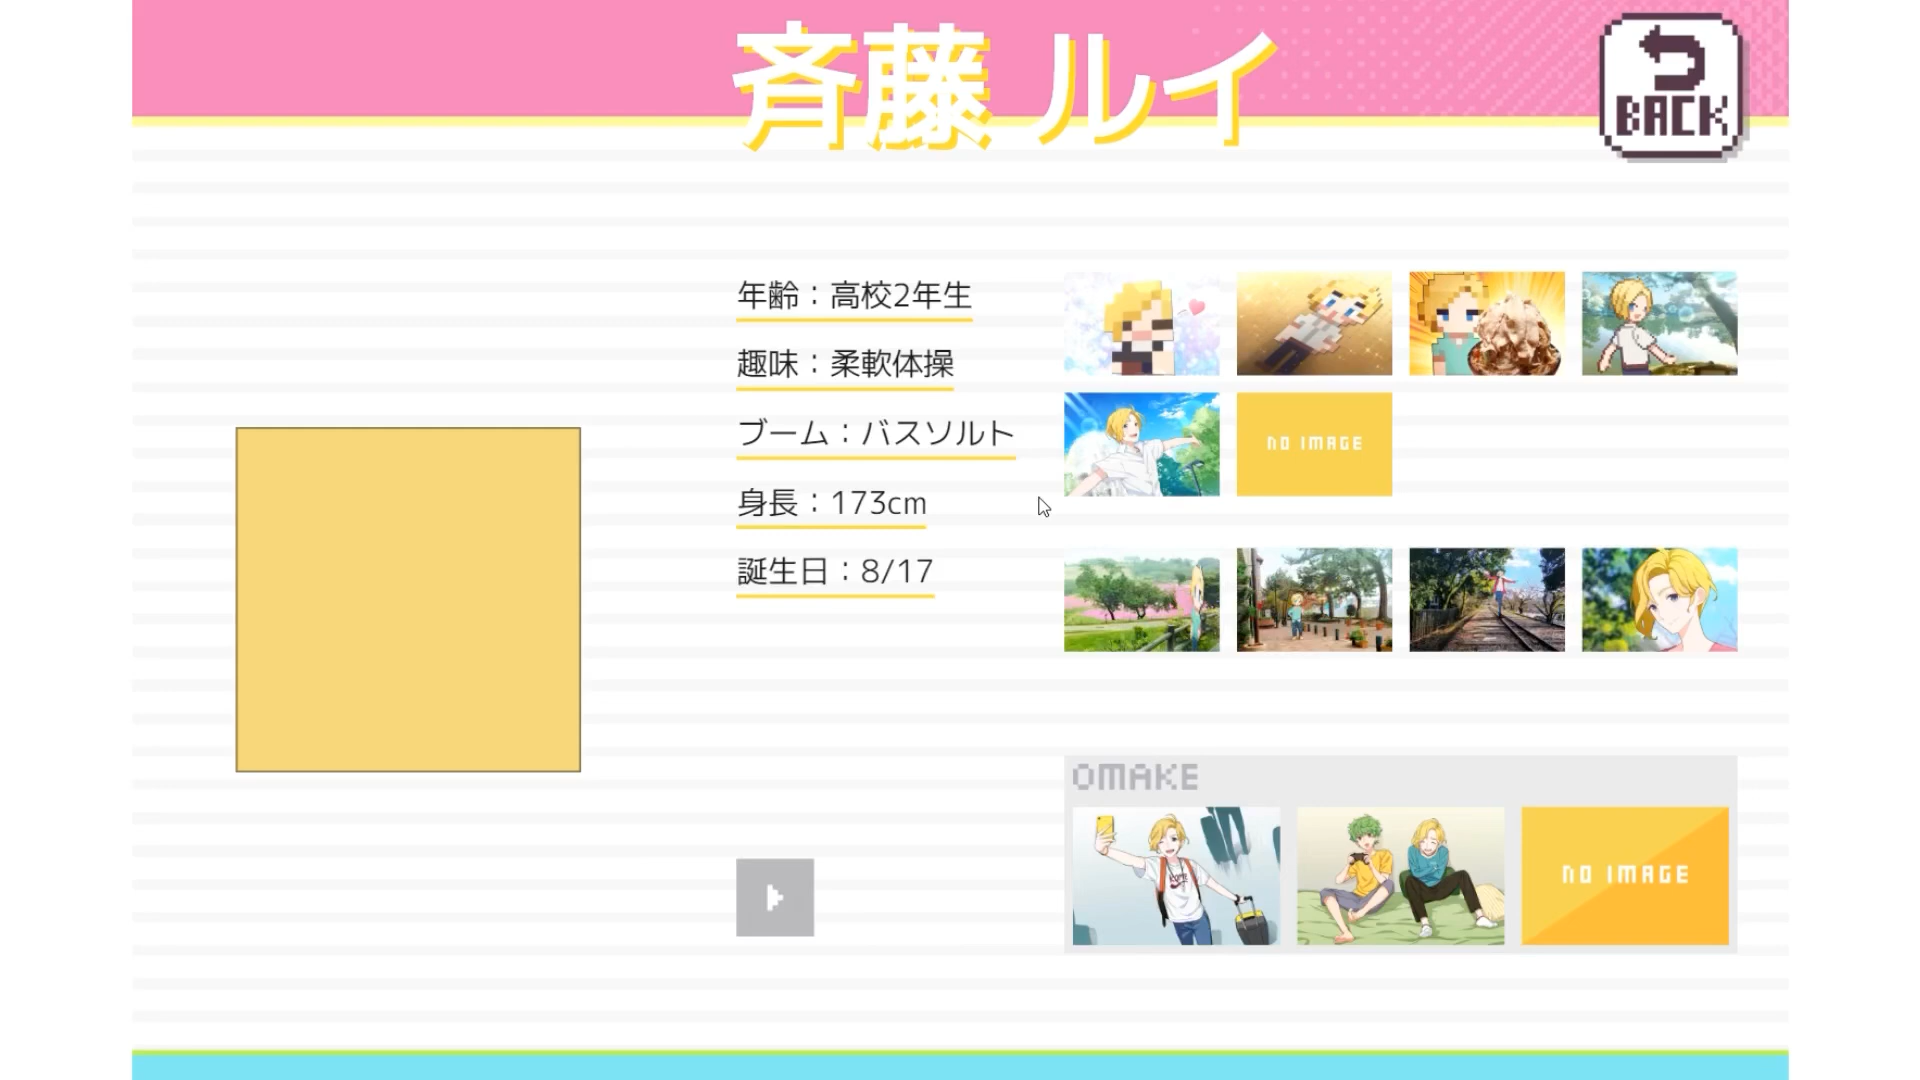 斉藤 ルイ
BACK
年齢：高校2年生
趣味：柔軟体操
ブーム：バスソルト
身長：173cm
誕生日：8/17
NO IMAGE
OMAKE
NO IMAGE